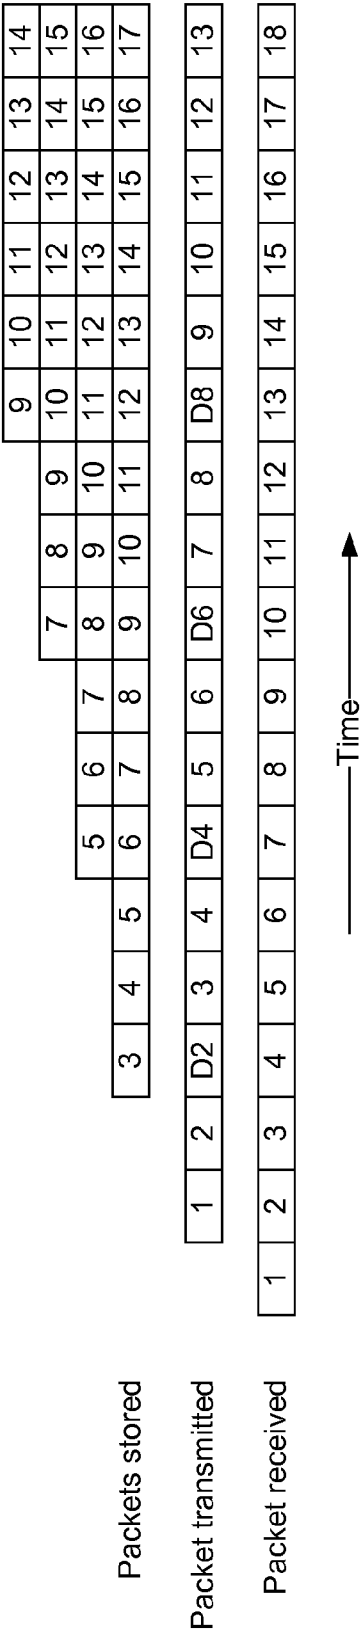 9 10 11 12 13 14
7 8 9 10 11 12 13 14 15
5 6 7 8 9 10 11 12 13 14 15 16
Packets stored 3 4 5 6 7 8 9 10 11 12 13 14 15 16 17
Packet transmitted 1 2 D2 3 4 D4 5 6 D6 7 8 D8 9 10 11 12 13
Packet received 1 2 3 4 5 6 7 8 9 10 11 12 13 14 15 16 17 18
Time